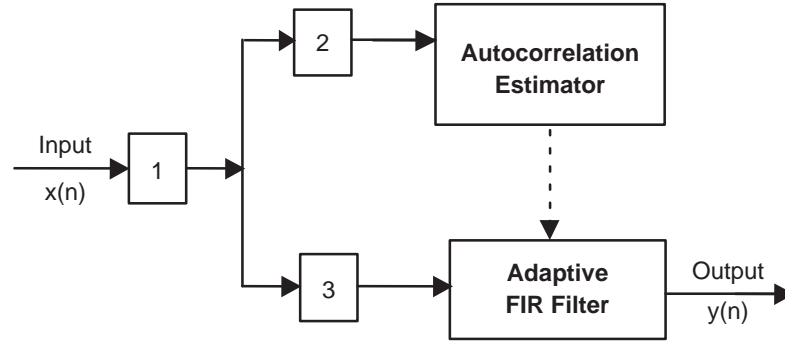 2
Autocorrelation
Estimator
Input
x(n)
1
3
Adaptive
FIR Filter
Output
y(n)